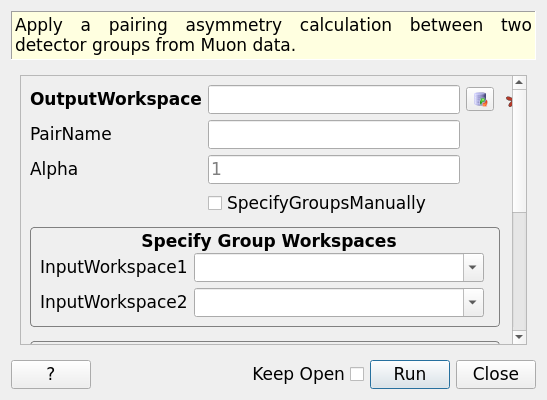 Apply a pairing asymmetry calculation between two
detector groups from Muon data.
OutputWorkspace
PairName
Alpha 1
SpecifyGroupsManually
Specify Group Workspaces
InputWorkspace1
InputWorkspace2
? Keep Open Run Close